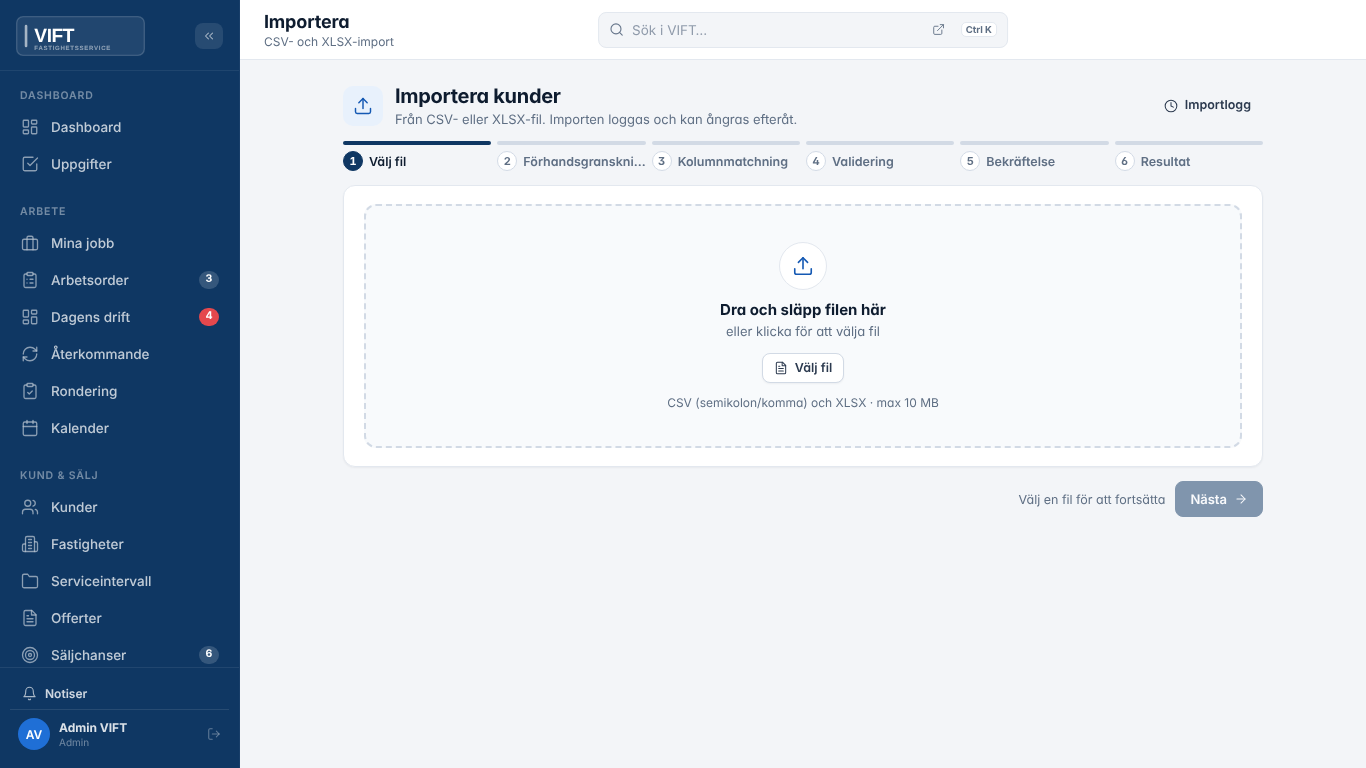 VIFT
FASTIGHETSSERVICE
DASHBOARD
Dashboard
Uppgifter
ARBETE
Mina jobb
Arbetsorder 3
Dagens drift 4
Återkommande
Rondering
Kalender
KUND & SÄLJ
Kunder
Fastigheter
Serviceintervall
Offerter
Säljchanser 6
Notiser
AV
Admin VIFT
Admin
Importera
CSV- och XLSX-import
Sök i VIFT...
Ctrl K
Importera kunder
Från CSV- eller XLSX-fil. Importen loggas och kan ångras efteråt.
Importlogg
1 Välj fil
2 Förhandsgranskni...
3 Kolumnmatchning
4 Validering
5 Bekräftelse
6 Resultat
Dra och släpp filen här
eller klicka för att välja fil
Välj fil
CSV (semikolon/komma) och XLSX · max 10 MB
Välj en fil för att fortsätta
Nästa